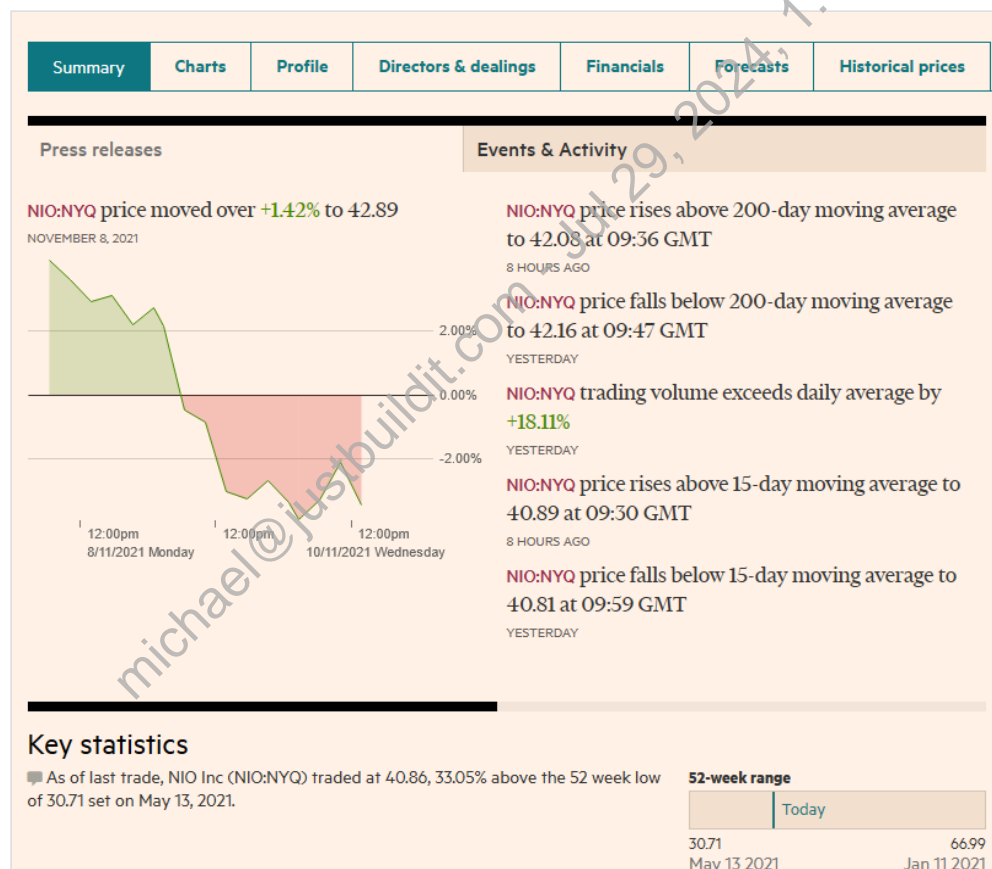 Summary
Charts
Profile
Directors & dealings
Financials
Forecasts
Historical prices
Press releases
Events & Activity
NIO:NYQ price moved over +1.42% to 42.89
NOVEMBER 8, 2021
2.00%
0.00%
-2.00%
12:00pm
8/11/2021 Monday
12:00pm
12:00pm
10/11/2021 Wednesday
NIO:NYQ price rises above 200-day moving average
to 42.08 at 09:36 GMT
8 HOURS AGO
NIO:NYQ price falls below 200-day moving average
to 42.16 at 09:47 GMT
YESTERDAY
NIO:NYQ trading volume exceeds daily average by
+18.11%
YESTERDAY
NIO:NYQ price rises above 15-day moving average to
40.89 at 09:30 GMT
8 HOURS AGO
NIO:NYQ price falls below 15-day moving average to
40.81 at 09:59 GMT
YESTERDAY
Key statistics
As of last trade, NIO Inc (NIO:NYQ) traded at 40.86, 33.05% above the 52 week low
of 30.71 set on May 13, 2021.
52-week range
Today
30.71
66.99
May 13 2021
Jan 11 2021
michael@justbuildit.com - Jul 29, 2024, 1.